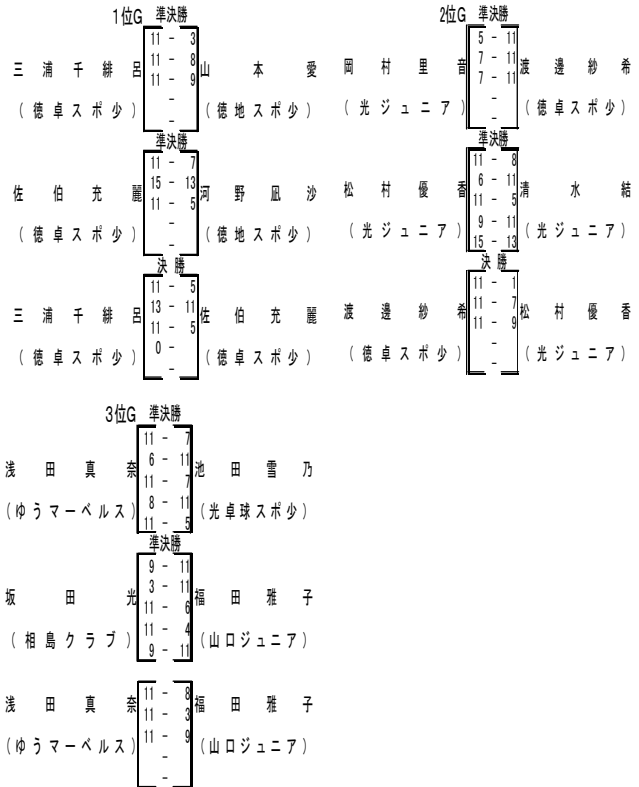 1位G 準決勝
11 - 3
11 - 8
三浦千緋呂 11 - 9 山本愛
-
(徳卓スポ少) - (徳地スポ少)
準決勝
11 - 7
15 - 13
佐伯充麗 11 - 5 河野凪沙
-
(徳卓スポ少) - (徳地スポ少)
決勝
11 - 5
13 - 11
三浦千緋呂 11 - 5 佐伯充麗
0 -
(徳卓スポ少) - (徳卓スポ少)
2位G 準決勝
5 - 11
7 - 11
岡村里音 7 - 11 渡邊紗希
-
(光ジュニア) - (徳卓スポ少)
準決勝
11 - 8
6 - 11
松村優香 11 - 5 清水結
9 - 11
(光ジュニア) 15 - 13 (光ジュニア)
決勝
11 - 1
11 - 7
渡邊紗希 11 - 9 松村優香
-
(徳卓スポ少) - (光ジュニア)
3位G 準決勝
11 - 7
6 - 11
浅田真奈 11 - 7 池田雪乃
8 - 11
(ゆうマーベルス) 11 - 5 (光卓球スポ少)
準決勝
9 - 11
3 - 11
坂田光 11 - 6 福田雅子
11 - 4
(相島クラブ) 9 - 11 (山口ジュニア)
11 - 8
11 - 3
浅田真奈 11 - 9 福田雅子
-
(ゆうマーベルス) - (山口ジュニア)